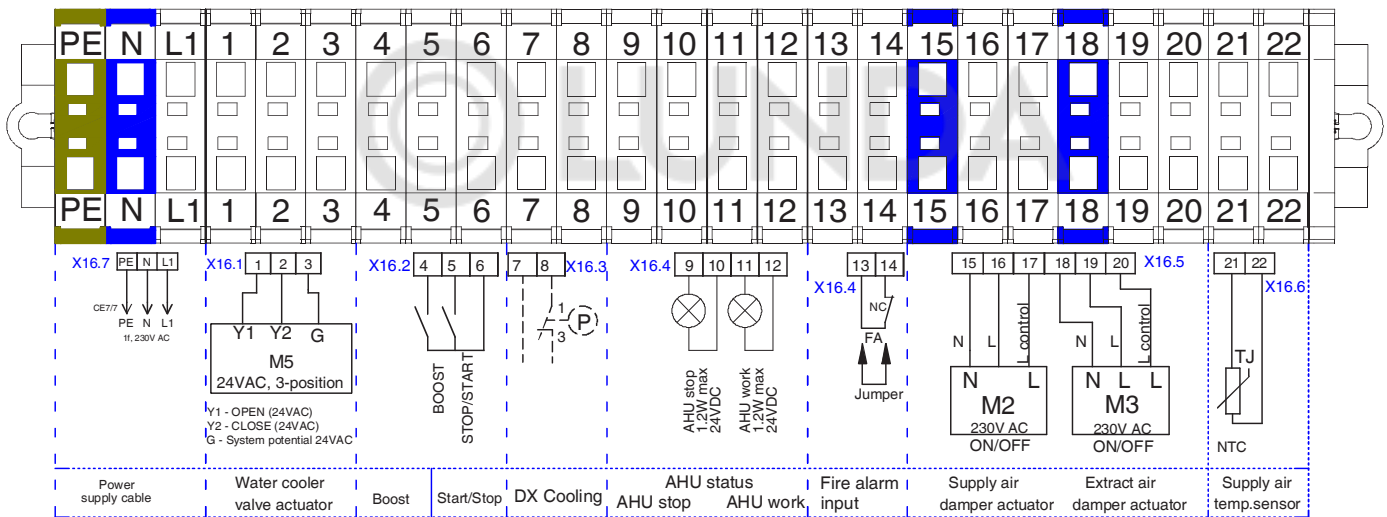 PE N L1 1 2 3 4 5 6 7 8 9 10 11 12 13 14 15 16 17 18 19 20 21 22
LUNDA
PE N L1 1 2 3 4 5 6 7 8 9 10 11 12 13 14 15 16 17 18 19 20 21 22
X16.7 PE N L1
CE7/7
PE N L1
1f, 230V AC
X16.1 1 2 3
Y1 Y2 G
M5
24VAC, 3-position
Y1 - OPEN (24VAC)
Y2 - CLOSE (24VAC)
G - System potential 24VAC
X16.2 4 5 6
BOOST
STOP/START
7 8 X16.3
1
P
3
X16.4 9 10 11 12
AHU stop
1.2W max
24VDC
AHU work
1.2W max
24VDC
13 14
X16.4
NC
FA
Jumper
15 16 17 18 19 20 X16.5
N L L control
N L
M2
230V AC
ON/OFF
N L L control
N L L
M3
230V AC
ON/OFF
21 22
X16.6
TJ
NTC
Power
supply cable
Water cooler
valve actuator
Boost
Start/Stop
DX Cooling
AHU status
AHU stop AHU work
Fire alarm
input
Supply air
damper actuator
Extract air
damper actuator
Supply air
temp.sensor